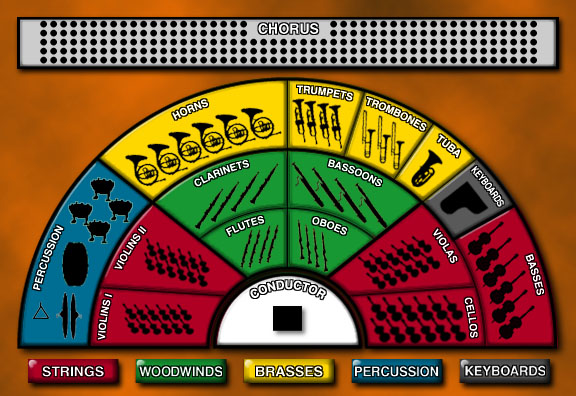 CHORUS
HORNS
TRUMPETS
TROMBONES
TUBA
KEYBOARDS
CLARINETS
BASSOONS
FLUTES
OBOES
PERCUSSION
VIOLINS II
VIOLAS
BASSES
VIOLINS I
CONDUCTOR
CELLOS
STRINGS
WOODWINDS
BRASSES
PERCUSSION
KEYBOARDS